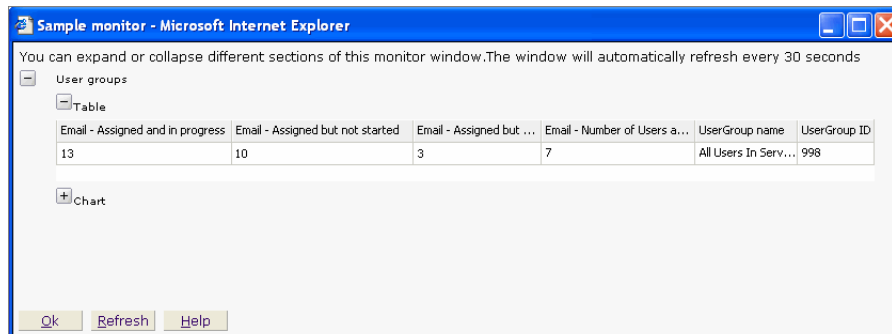 Sample monitor - Microsoft Internet Explorer
You can expand or collapse different sections of this monitor window.The window will automatically refresh every 30 seconds
User groups
Table
Email - Assigned and in progress Email - Assigned but not started Email - Assigned but ... Email - Number of Users a... UserGroup name UserGroup ID
13 10 3 7 All Users In Serv... 998
Chart
Ok Refresh Help